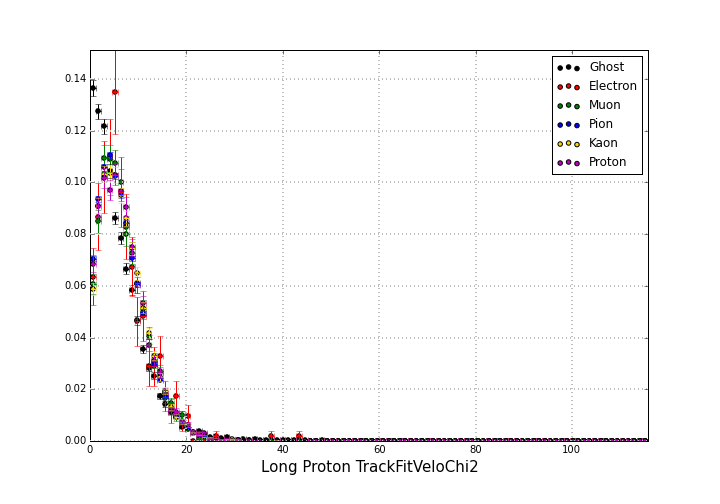 0.14
0.12
0.10
0.08
0.06
0.04
0.02
0.00
0 20 40 60 80 100
Long Proton TrackFitVeloChi2
Ghost
Electron
Muon
Pion
Kaon
Proton